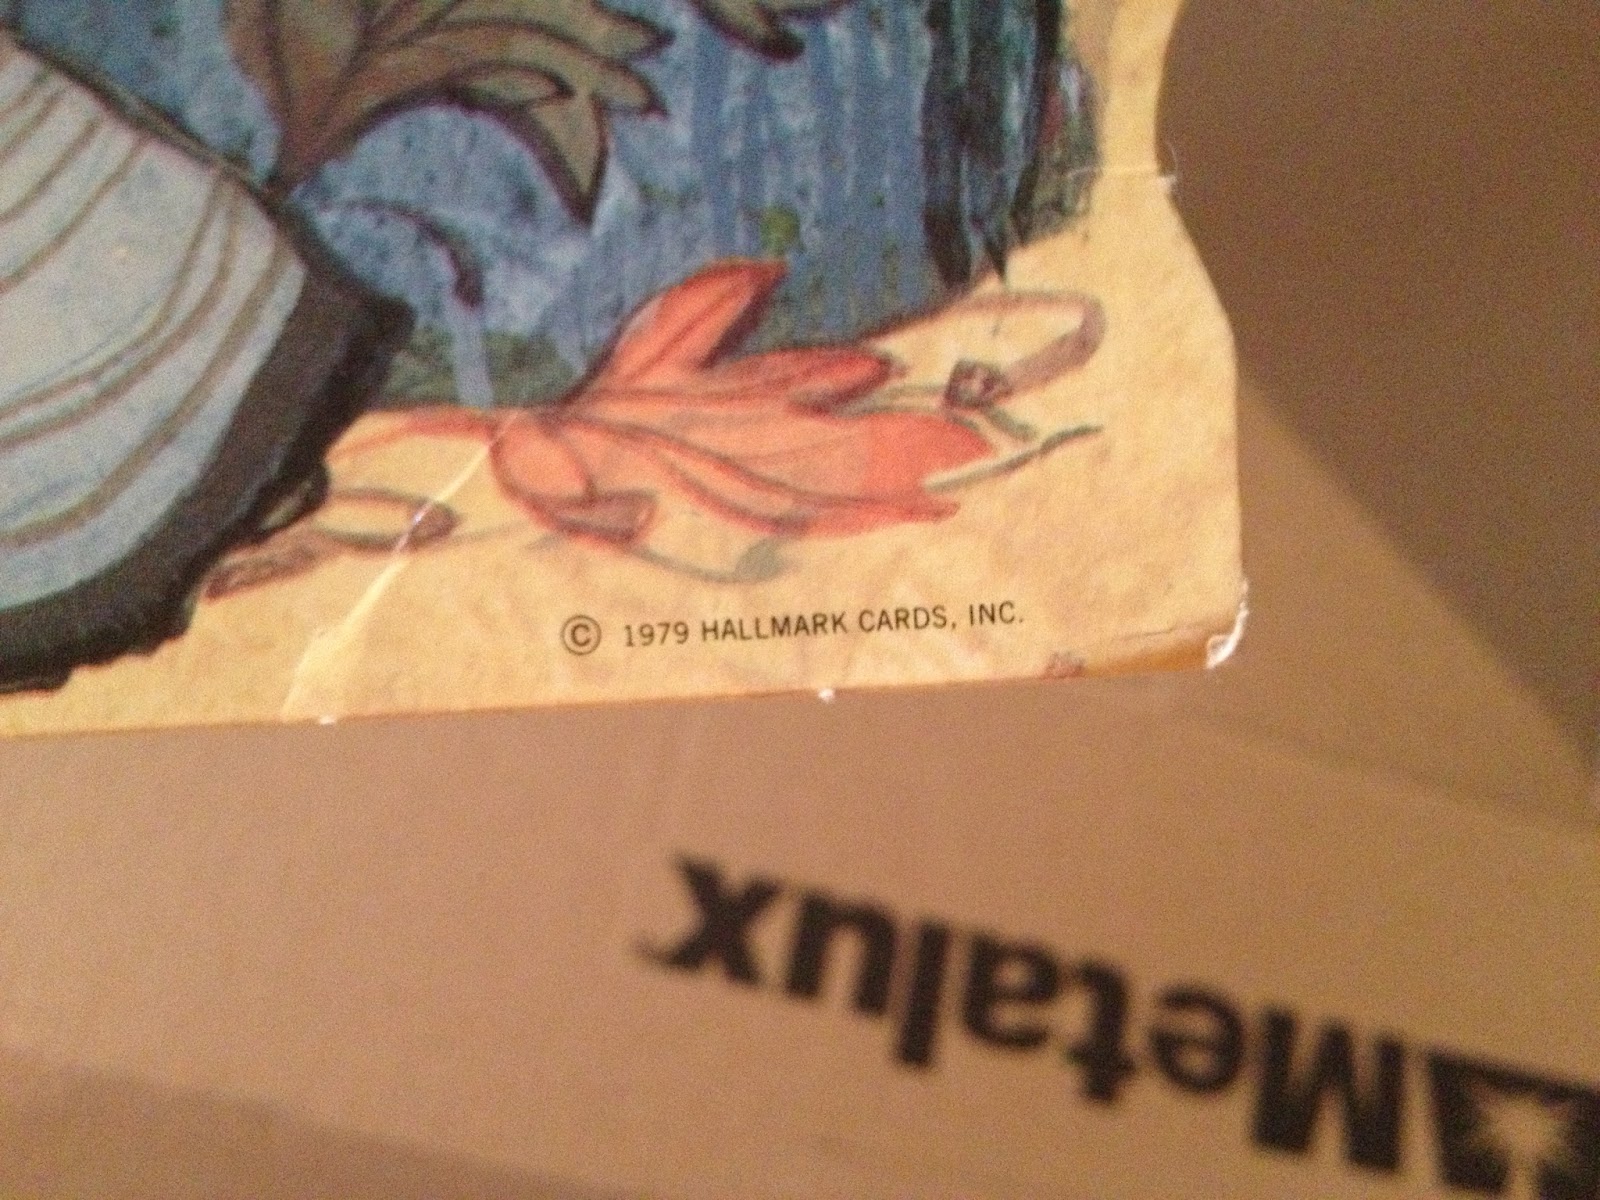 © 1979 HALLMARK CARDS, INC.
Metalux